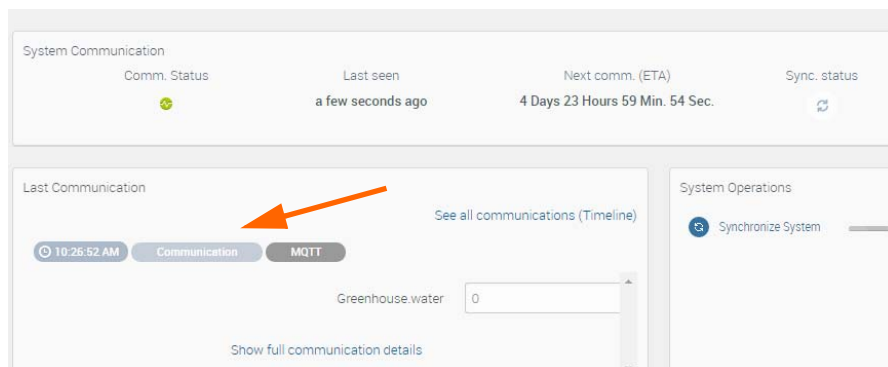 System Communication
Comm. Status Last seen Next comm. (ETA) Sync. status
a few seconds ago 4 Days 23 Hours 59 Min. 54 Sec.
Last Communication
See all communications (Timeline)
10:26:52 AM Communication MQTT
Greenhouse.water 0
Show full communication details
System Operations
Synchronize System